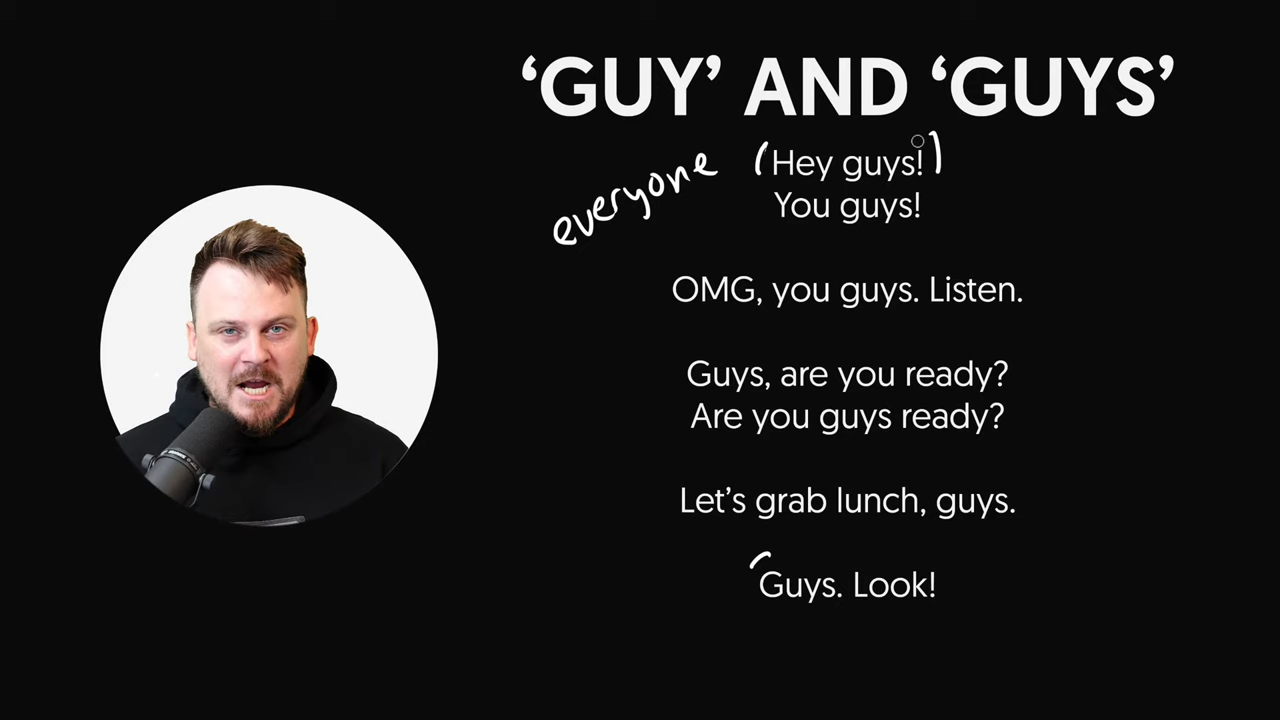 ‘GUY’ AND ‘GUYS’
everyone (Hey guys!)
You guys!
OMG, you guys. Listen.
Guys, are you ready?
Are you guys ready?
Let’s grab lunch, guys.
Guys. Look!